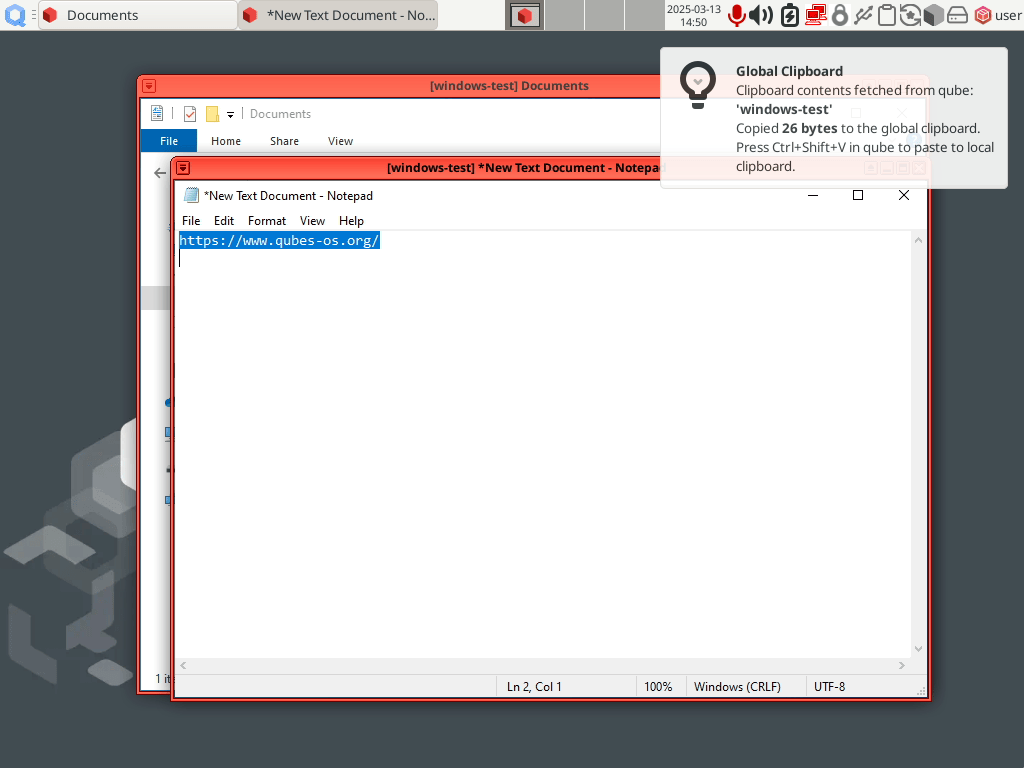 Documents
*New Text Document - No...
2025-03-13
14:50
user
Global Clipboard
Clipboard contents fetched from qube:
'windows-test'
Copied 26 bytes to the global clipboard.
Press Ctrl+Shift+V in qube to paste to local
clipboard.
[windows-test] Documents
Documents
File
Home
Share
View
[windows-test] *New Text Document - Notepad
*New Text Document - Notepad
File
Edit
Format
View
Help
https://www.qubes-os.org/
1
Ln 2, Col 1
100%
Windows (CRLF)
UTF-8